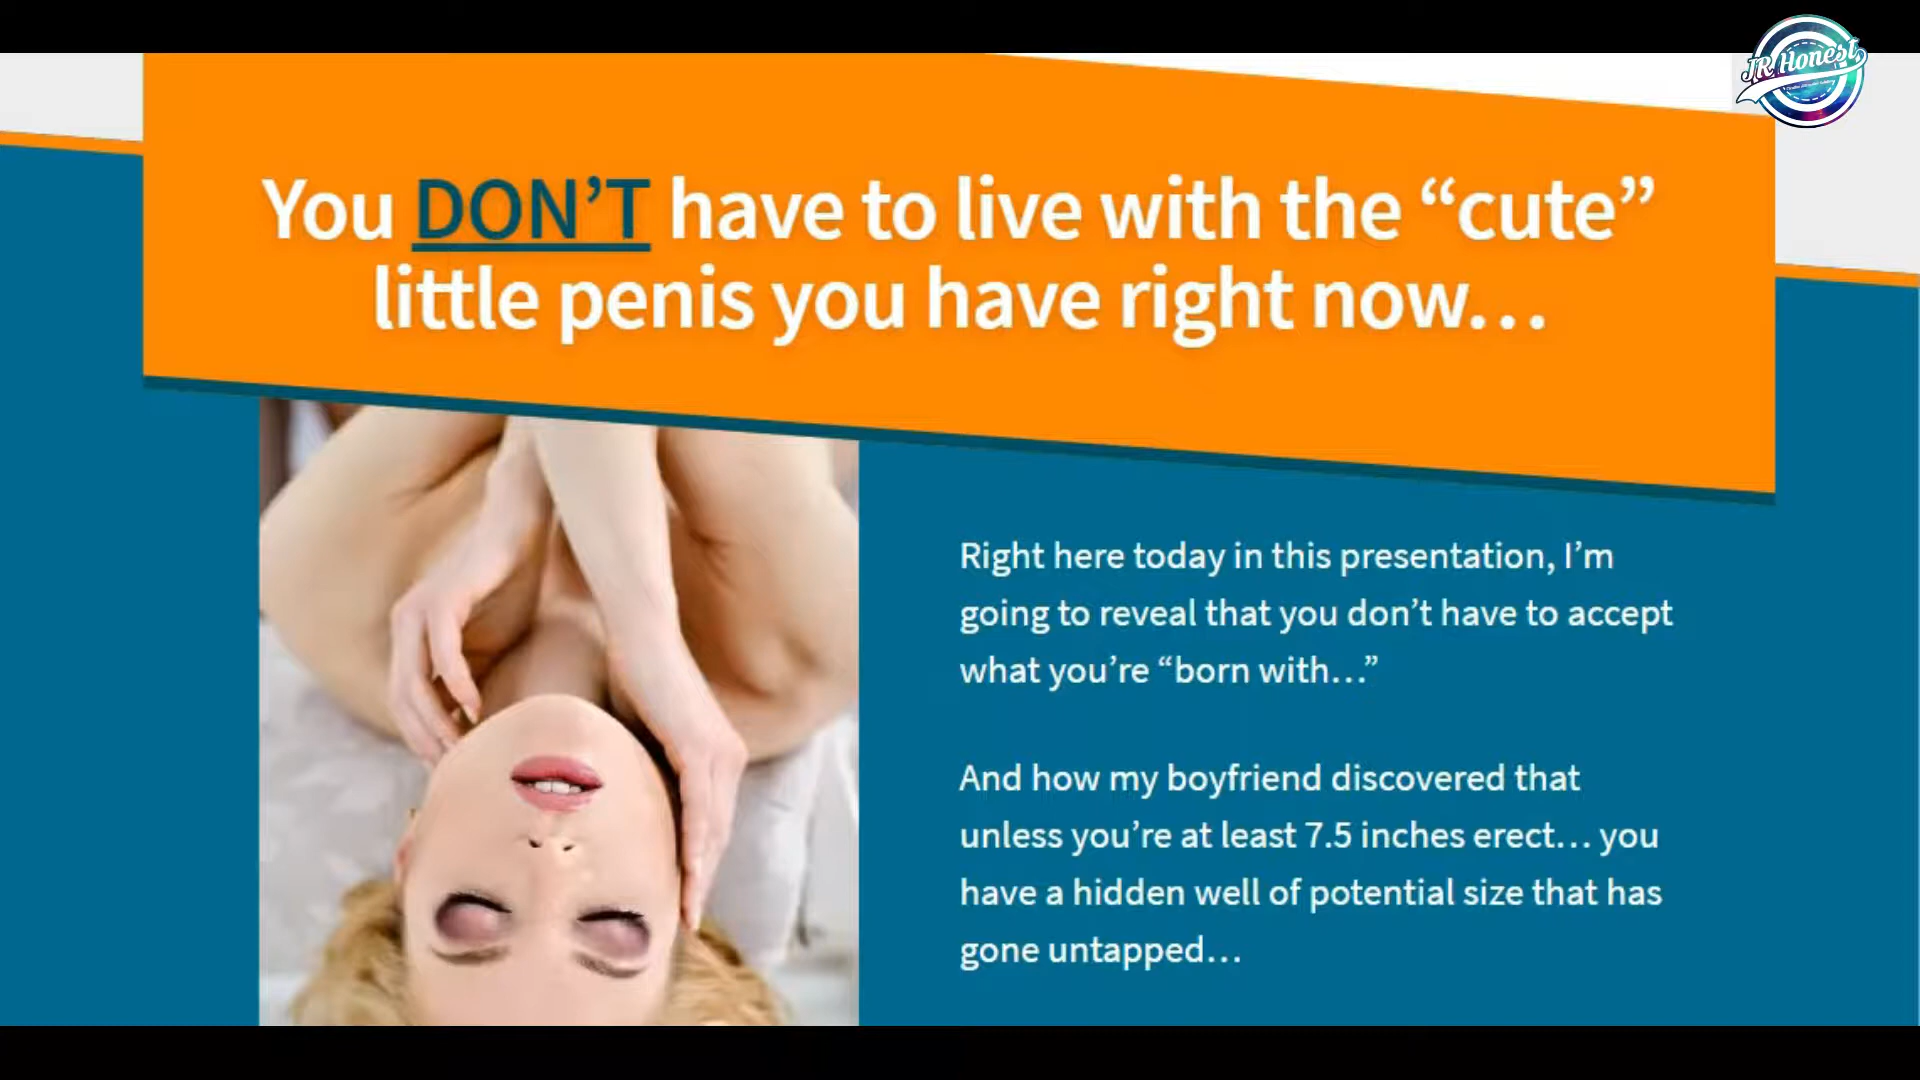 JR Honest
You DON’T have to live with the “cute”
little penis you have right now…
Right here today in this presentation, I’m
going to reveal that you don’t have to accept
what you’re “born with…”
And how my boyfriend discovered that
unless you’re at least 7.5 inches erect… you
have a hidden well of potential size that has
gone untapped…